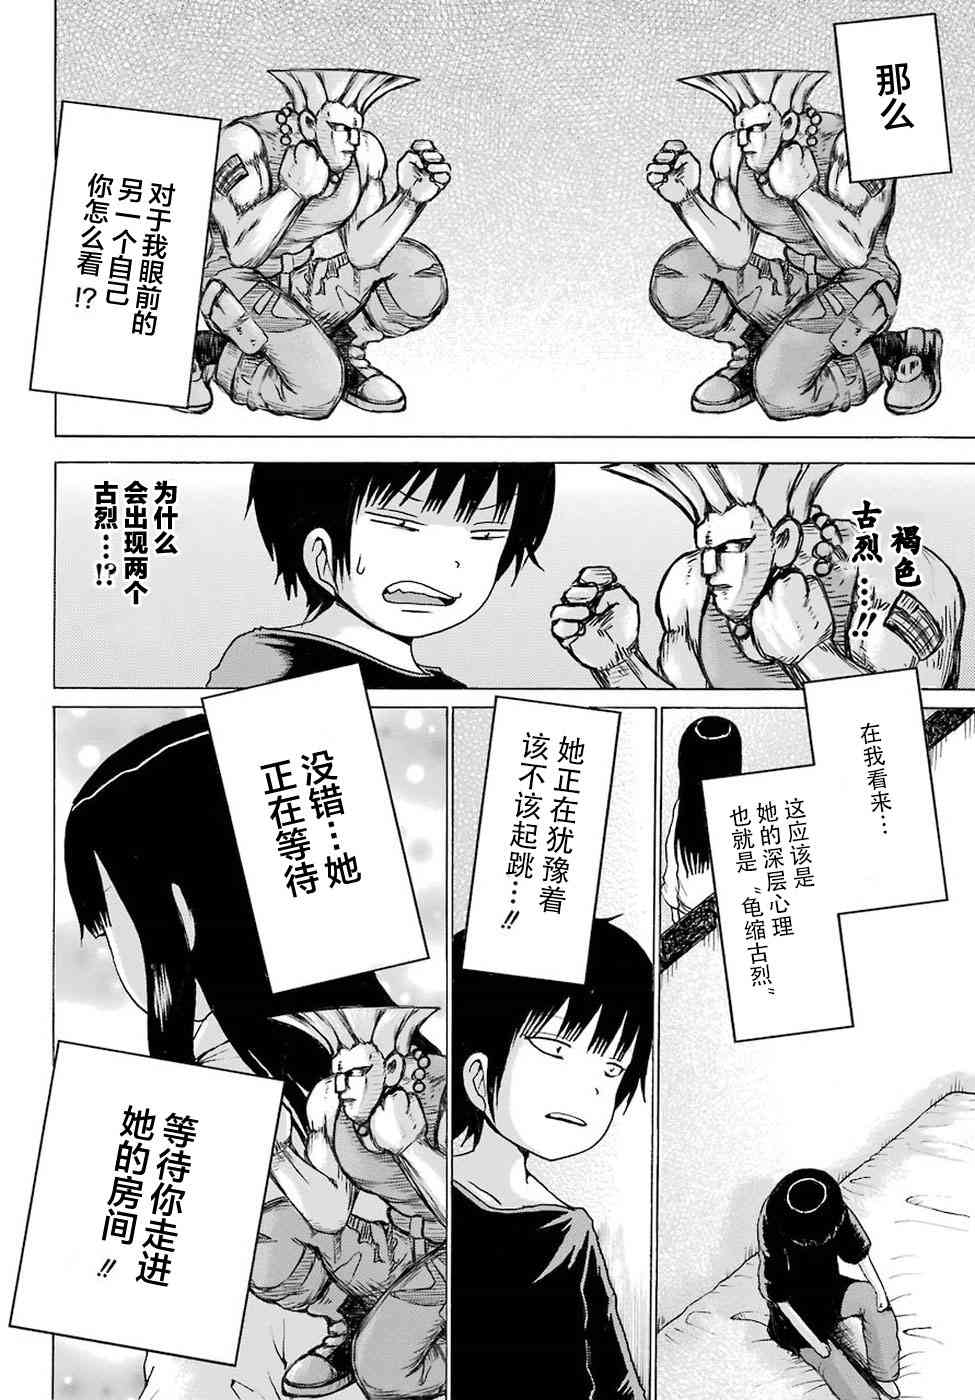 那么
对于我眼前的
另一个自己
你怎么看!?
褐色
古烈…!!
为什么
会出现两个
古烈…!?
在我看来…
这应该是
她的深层心理
也就是“龟缩古烈”
她正在犹豫着
该不该起跳…!!
没错…她
正在等待
等待你走进
她的房间!!